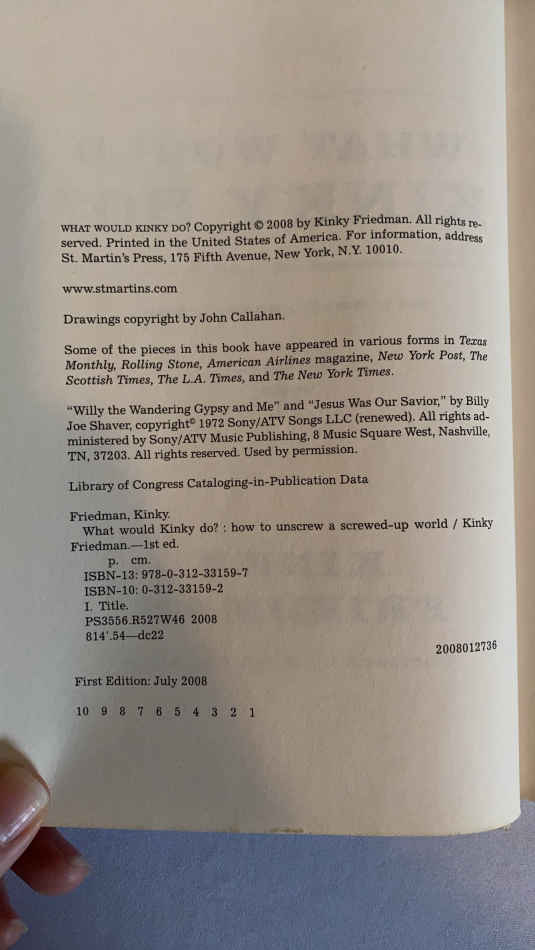 WHAT WOULD KINKY DO? Copyright © 2008 by Kinky Friedman. All rights re-
served. Printed in the United States of America. For information, address
St. Martin's Press, 175 Fifth Avenue, New York, N.Y. 10010.
www.stmartins.com
Drawings copyright by John Callahan.
Some of the pieces in this book have appeared in various forms in Texas
Monthly, Rolling Stone, American Airlines magazine, New York Post, The
Scottish Times, The L.A. Times, and The New York Times.
"Willy the Wandering Gypsy and Me" and "Jesus Was Our Savior," by Billy
Joe Shaver, copyright© 1972 Sony/ATV Songs LLC (renewed). All rights ad-
ministered by Sony/ATV Music Publishing, 8 Music Square West, Nashville,
TN, 37203. All rights reserved. Used by permission.
Library of Congress Cataloging-in-Publication Data
Friedman, Kinky.
What would Kinky do? : how to unscrew a screwed-up world / Kinky
Friedman.—1st ed.
p. cm.
ISBN-13: 978-0-312-33159-7
ISBN-10: 0-312-33159-2
I. Title.
PS3556.R527W46 2008
814'.54—dc22
2008012736
First Edition: July 2008
10 9 8 7 6 5 4 3 2 1